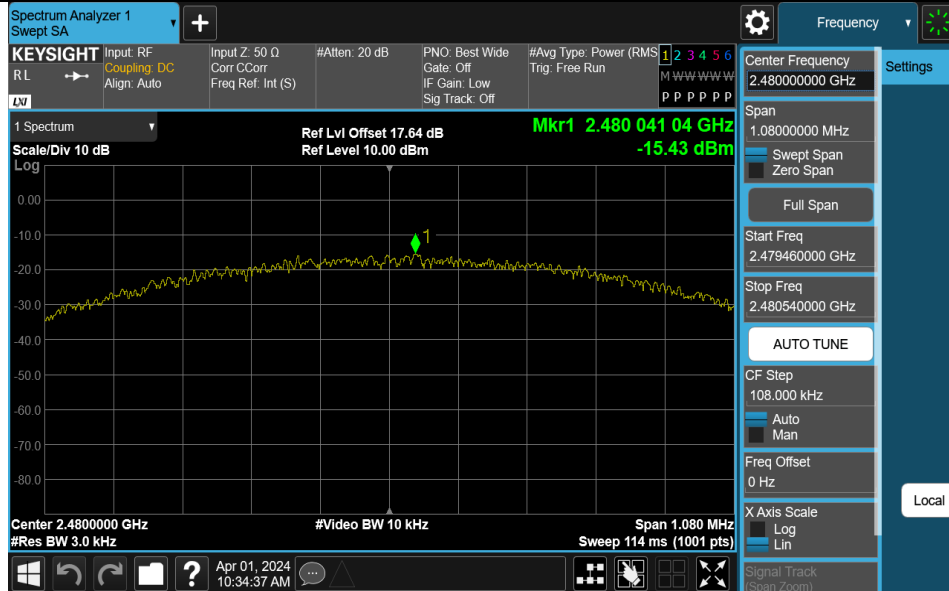 Spectrum Analyzer 1
Swept SA
+
Frequency
KEYSIGHT
RL
LXI
Input: RF
Coupling: DC
Align: Auto
Input Z: 50 Ω
Corr CCorr
Freq Ref: Int (S)
#Atten: 20 dB
PNO: Best Wide
Gate: Off
IF Gain: Low
Sig Track: Off
#Avg Type: Power (RMS
Trig: Free Run
1 2 3 4 5 6
M W W W W W
P P P P P P
1 Spectrum
Scale/Div 10 dB
Log
Ref Lvl Offset 17.64 dB
Ref Level 10.00 dBm
Mkr1 2.480 041 04 GHz
-15.43 dBm
1
0.00
-10.0
-20.0
-30.0
-40.0
-50.0
-60.0
-70.0
-80.0
Center 2.4800000 GHz
#Res BW 3.0 kHz
#Video BW 10 kHz
Span 1.080 MHz
Sweep 114 ms (1001 pts)
Center Frequency
2.480000000 GHz
Settings
Span
1.08000000 MHz
Swept Span
Zero Span
Full Span
Start Freq
2.479460000 GHz
Stop Freq
2.480540000 GHz
AUTO TUNE
CF Step
108.000 kHz
Auto
Man
Freq Offset
0 Hz
Local
X Axis Scale
Log
Lin
Signal Track
(Span Zoom)
?
Apr 01, 2024
10:34:37 AM